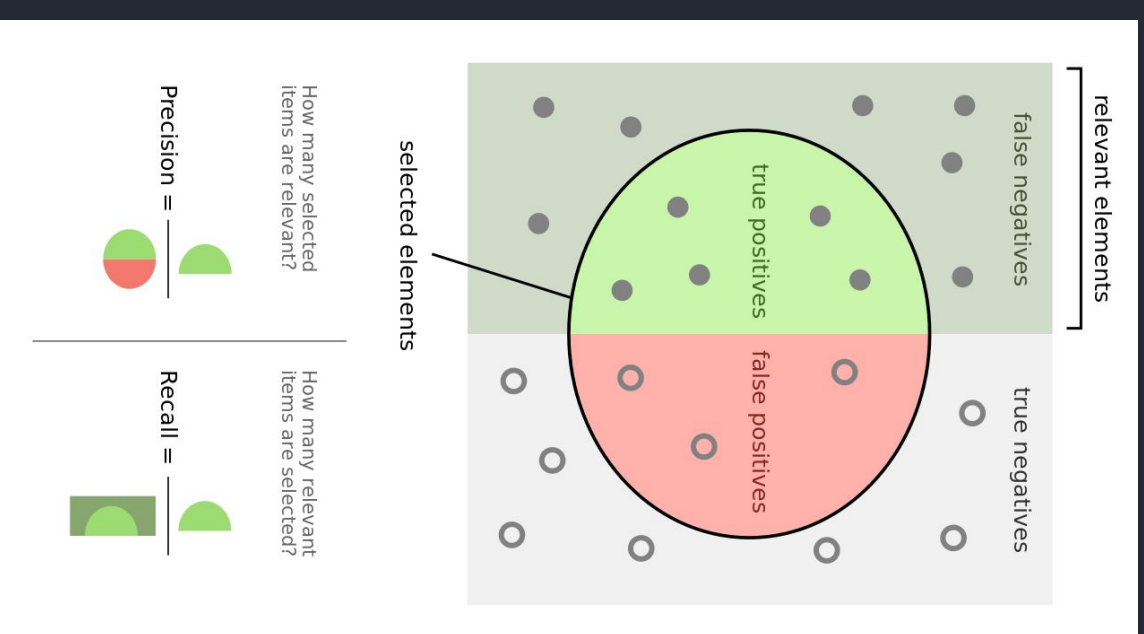 relevant elements
false negatives
true negatives
true positives
false positives
selected elements
How many selected
items are relevant?
How many relevant
items are selected?
Precision =
Recall =